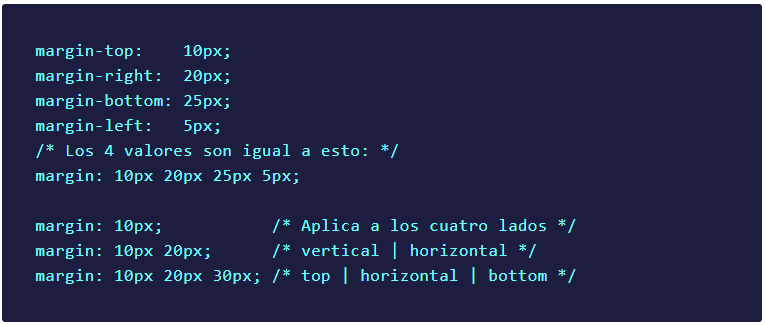 margin-top:    10px;
margin-right:  20px;
margin-bottom: 25px;
margin-left:   5px;
/* Los 4 valores son igual a esto: */
margin: 10px 20px 25px 5px;

margin: 10px;           /* Aplica a los cuatro lados */
margin: 10px 20px;      /* vertical | horizontal */
margin: 10px 20px 30px; /* top | horizontal | bottom */